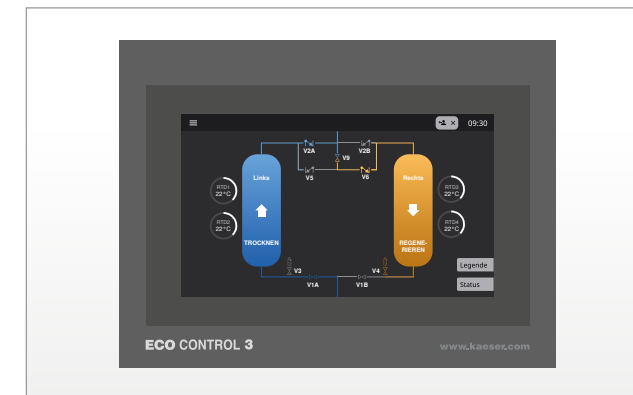 09:30
V2A
V2B
V9
V5
V6
Links
Rechts
RTD1
22°C
RTD3
22°C
RTD2
22°C
RTD4
22°C
TROCKNEN
REGENE-
RIEREN
V3
V4
Legende
V1A
V1B
Status
ECO CONTROL 3
www.kaeser.com